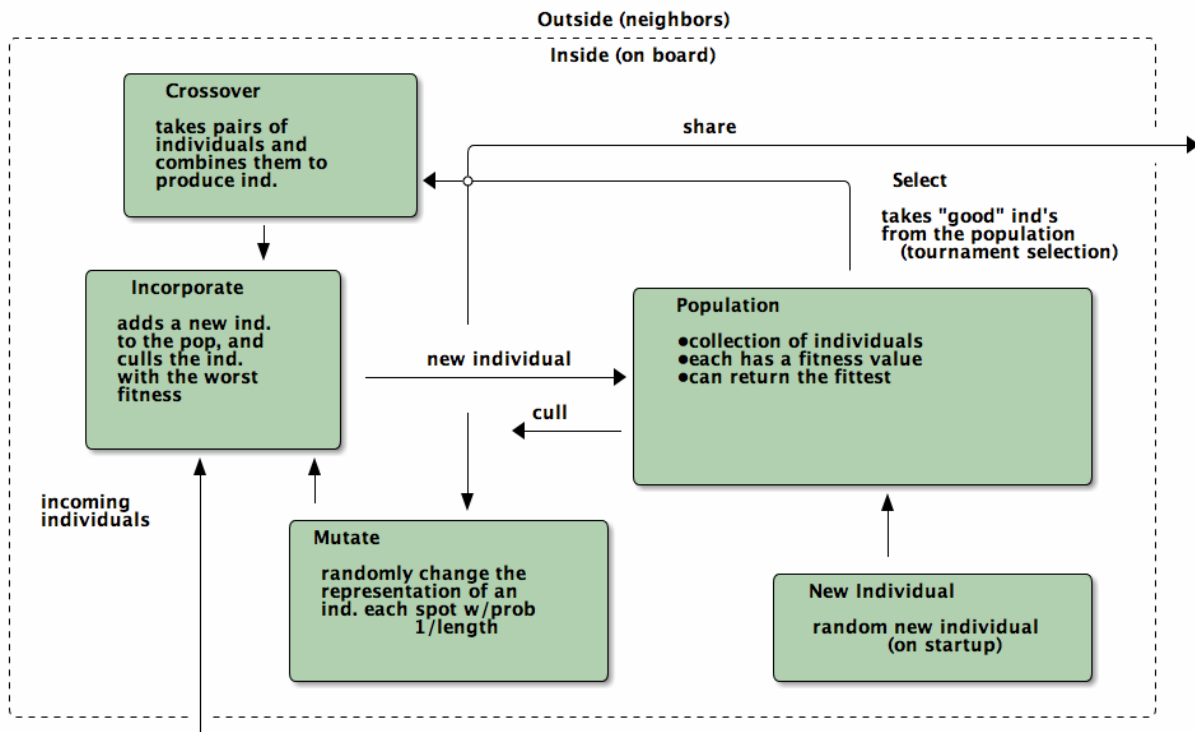 Outside (neighbors)
Inside (on board)
Crossover
takes pairs of
individuals and
combines them to
produce ind.
share
Select
takes "good" ind's
from the population
(tournament selection)
Incorporate
adds a new ind.
to the pop, and
culls the ind.
with the worst
fitness
new individual
cull
Population
●collection of individuals
●each has a fitness value
●can return the fittest
incoming
individuals
Mutate
randomly change the
representation of an
ind. each spot w/prob
1/length
New Individual
random new individual
(on startup)